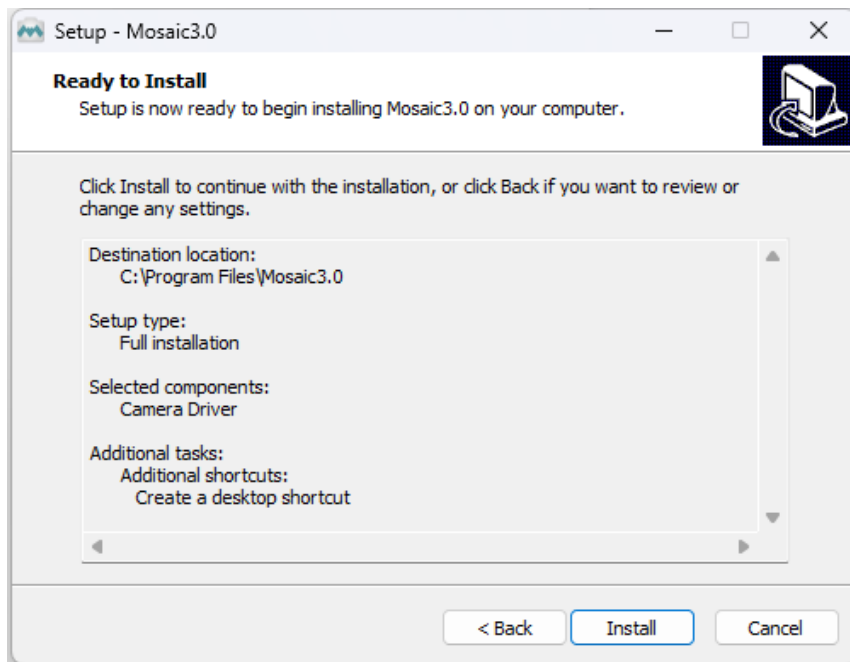 Setup - Mosaic3.0
Ready to Install
Setup is now ready to begin installing Mosaic3.0 on your computer.
Click Install to continue with the installation, or click Back if you want to review or
change any settings.
Destination location:
C:\Program Files\Mosaic3.0
Setup type:
Full installation
Selected components:
Camera Driver
Additional tasks:
Additional shortcuts:
Create a desktop shortcut
< Back
Install
Cancel